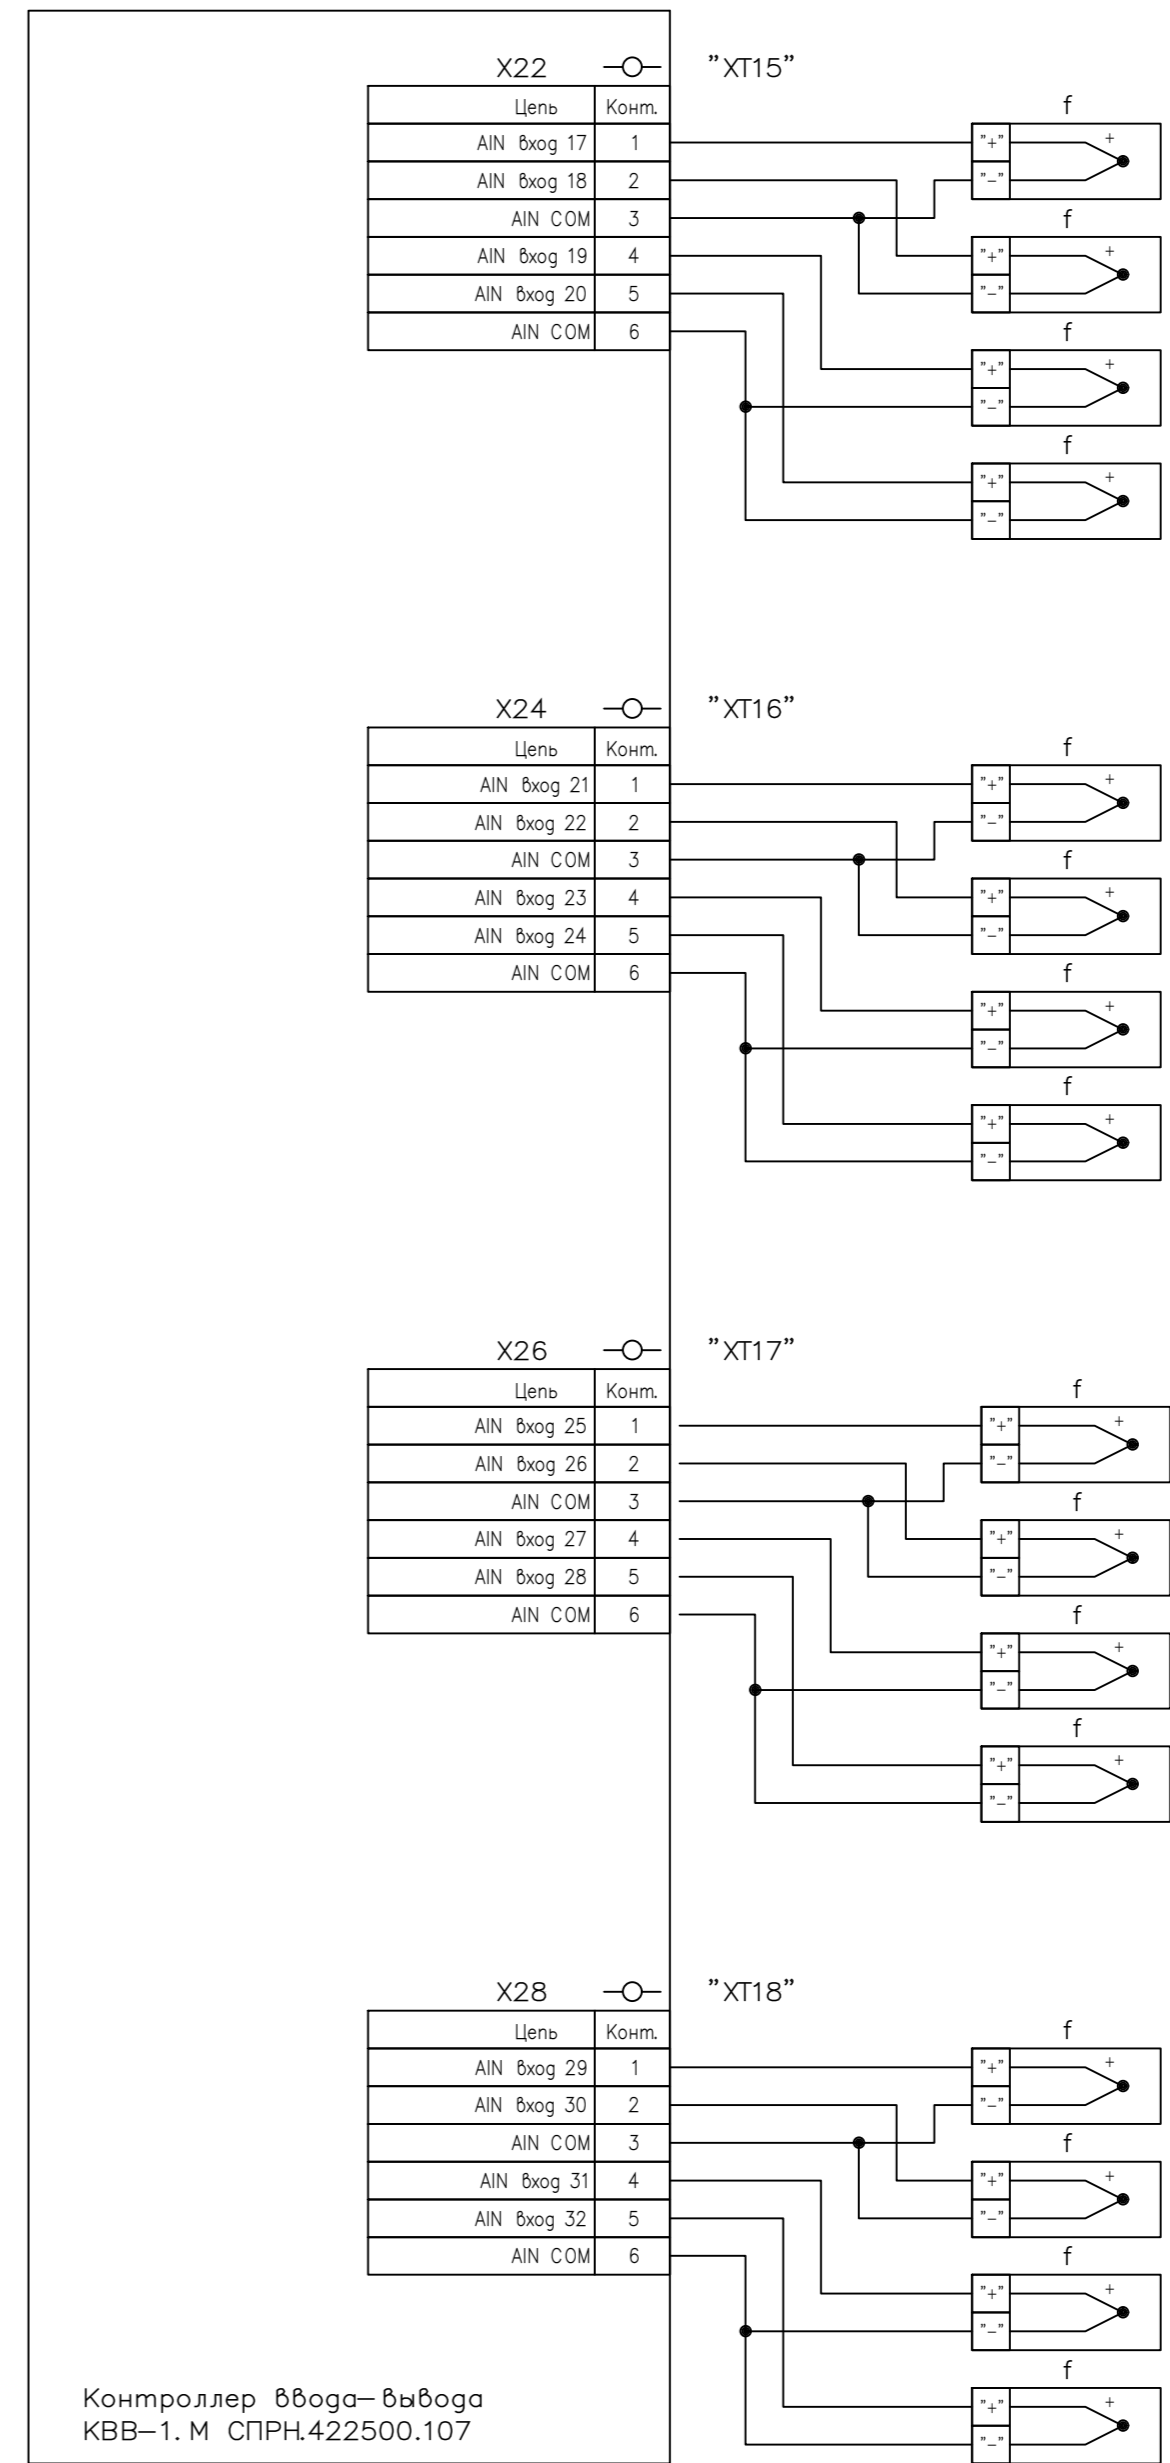 X22 "XT15"
Цепь Конт.
AIN вход 17 1
AIN вход 18 2
AIN COM 3
AIN вход 19 4
AIN вход 20 5
AIN COM 6
f
"+" +
"-"
f
"+" +
"-"
f
"+" +
"-"
f
"+" +
"-"
X24 "XT16"
Цепь Конт.
AIN вход 21 1
AIN вход 22 2
AIN COM 3
AIN вход 23 4
AIN вход 24 5
AIN COM 6
f
"+" +
"-"
f
"+" +
"-"
f
"+" +
"-"
f
"+" +
"-"
X26 "XT17"
Цепь Конт.
AIN вход 25 1
AIN вход 26 2
AIN COM 3
AIN вход 27 4
AIN вход 28 5
AIN COM 6
f
"+" +
"-"
f
"+" +
"-"
f
"+" +
"-"
f
"+" +
"-"
X28 "XT18"
Цепь Конт.
AIN вход 29 1
AIN вход 30 2
AIN COM 3
AIN вход 31 4
AIN вход 32 5
AIN COM 6
f
"+" +
"-"
f
"+" +
"-"
f
"+" +
"-"
f
"+" +
"-"
Контроллер ввода-вывода
КВВ-1.М СПРН.422500.107